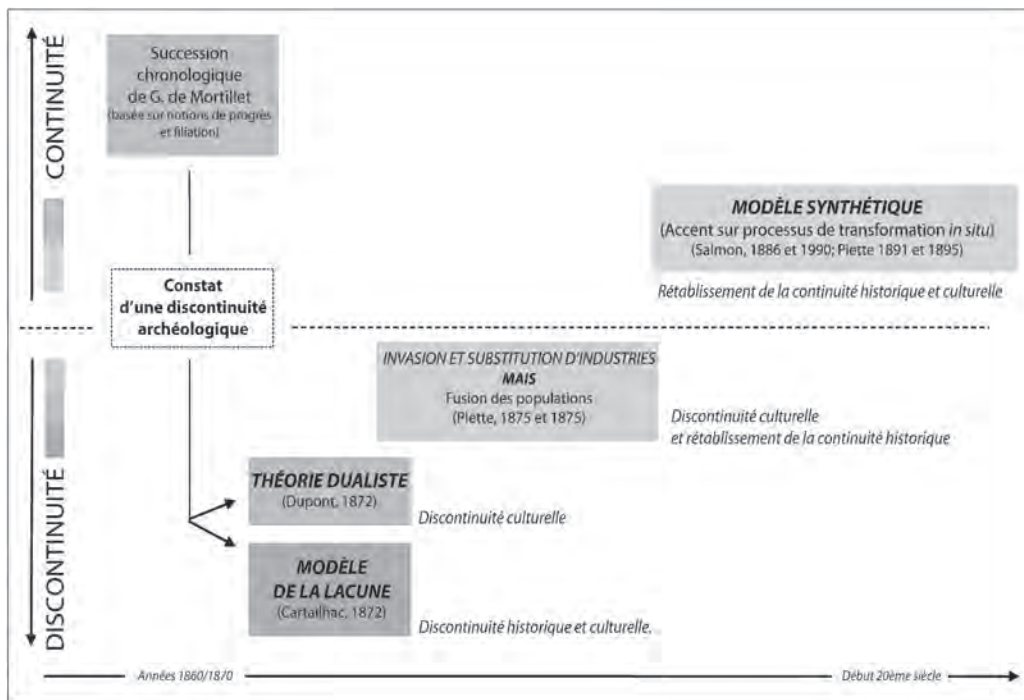 CONTINUITÉ
DISCONTINUITÉ
Succession
chronologique
de G. de Mortillet
(basée sur notions de progrès
et filiation)
Constat
d'une discontinuité
archéologique
MODÈLE SYNTHÉTIQUE
(Accent sur processus de transformation in situ)
(Salmon, 1886 et 1990; Piette 1891 et 1895)
Rétablissement de la continuité historique et culturelle
INVASION ET SUBSTITUTION D'INDUSTRIES
MAIS
Fusion des populations
(Piette, 1875 et 1875)
Discontinuité culturelle
et rétablissement de la continuité historique
THÉORIE DUALISTE
(Dupont, 1872)
Discontinuité culturelle
MODÈLE
DE LA LACUNE
(Cartailhac, 1872)
Discontinuité historique et culturelle.
Années 1860/1870
Début 20ème siècle